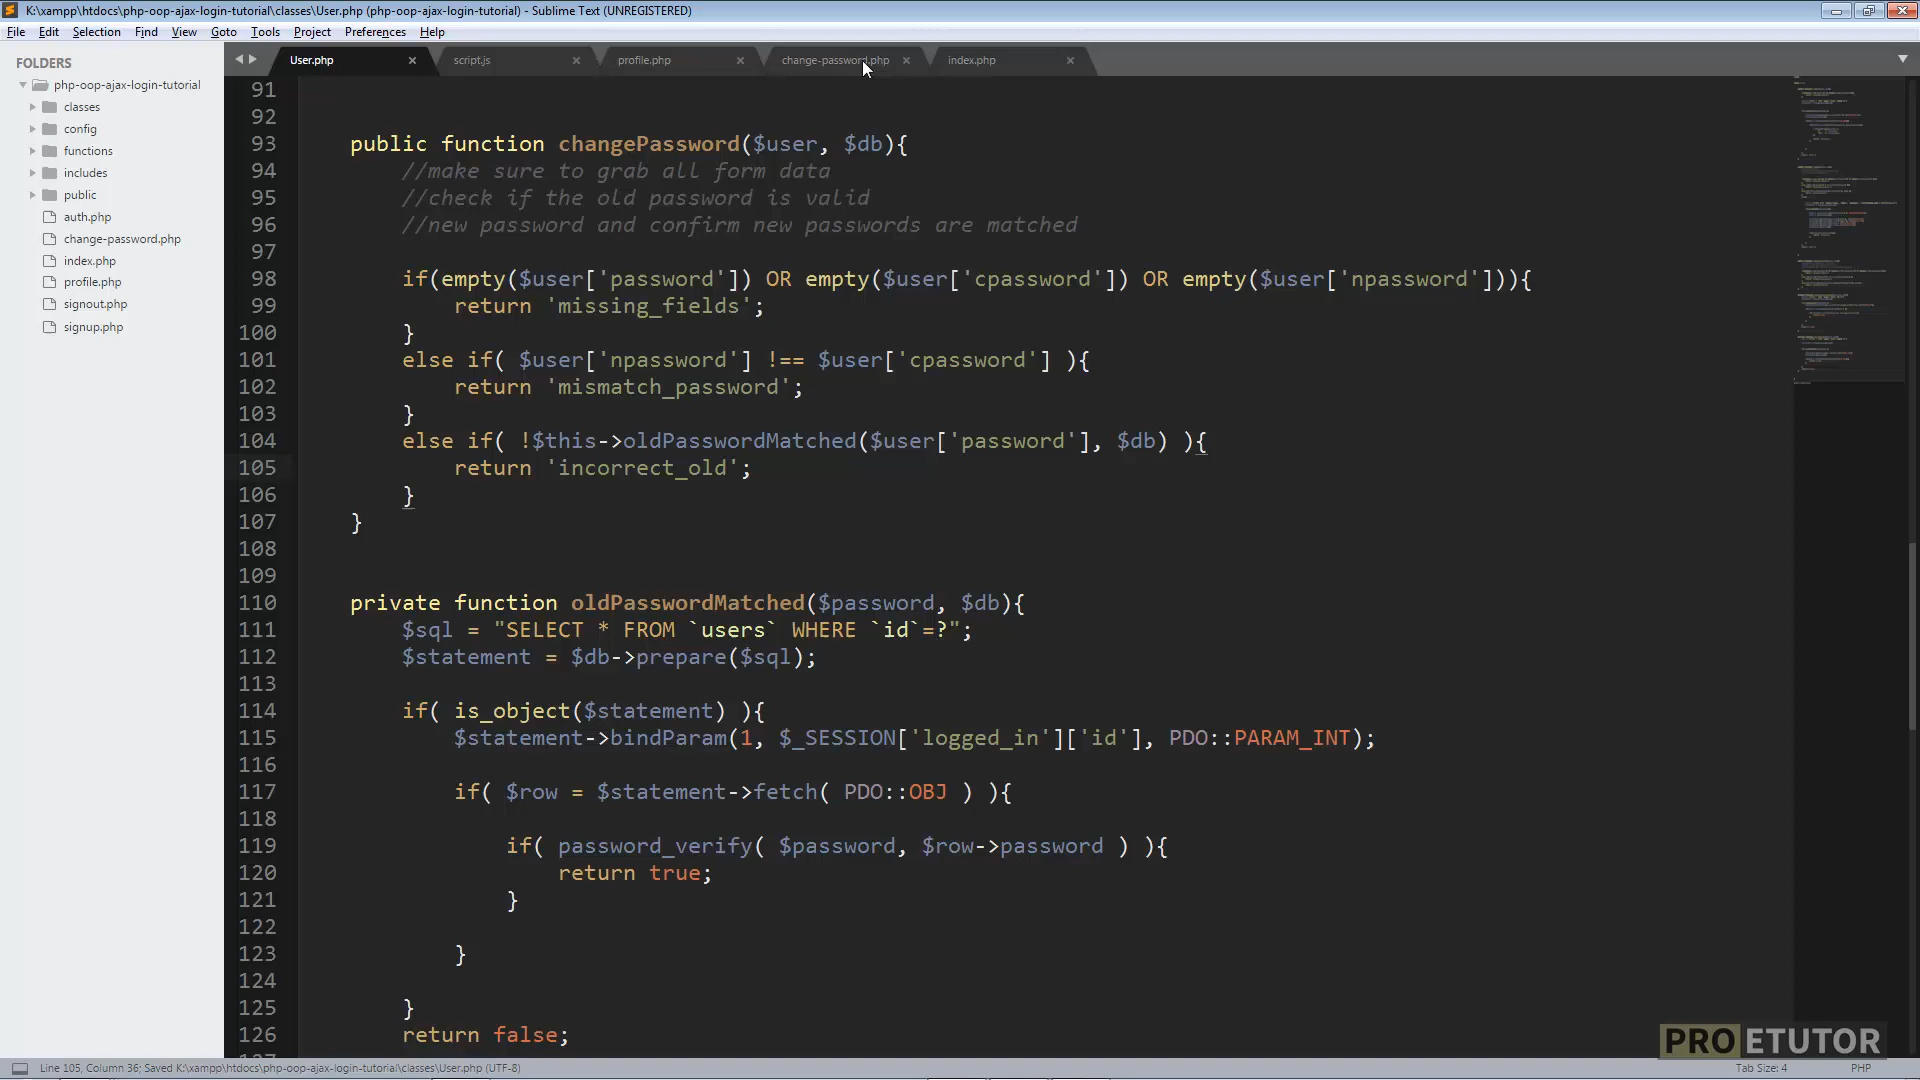 K:\xampp\htdocs\php-oop-ajax-login-tutorial\classes\User.php (php-oop-ajax-login-tutorial) - Sublime Text (UNREGISTERED)
File Edit Selection Find View Goto Tools Project Preferences Help
FOLDERS
php-oop-ajax-login-tutorial
classes
config
functions
includes
public
auth.php
change-password.php
index.php
profile.php
signout.php
signup.php
User.php script.js profile.php change-password.php index.php
91
92
93 public function changePassword($user, $db){
94 //make sure to grab all form data
95 //check if the old password is valid
96 //new password and confirm new passwords are matched
97
98 if(empty($user['password']) OR empty($user['cpassword']) OR empty($user['npassword'])){
99 return 'missing_fields';
100 }
101 else if( $user['npassword'] !== $user['cpassword'] ){
102 return 'mismatch_password';
103 }
104 else if( !$this->oldPasswordMatched($user['password'], $db) ){
105 return 'incorrect_old';
106 }
107 }
108
109
110 private function oldPasswordMatched($password, $db){
111 $sql = "SELECT * FROM `users` WHERE `id`=?";
112 $statement = $db->prepare($sql);
113
114 if( is_object($statement) ){
115 $statement->bindParam(1, $_SESSION['logged_in']['id'], PDO::PARAM_INT);
116
117 if( $row = $statement->fetch( PDO::OBJ ) ){
118
119 if( password_verify( $password, $row->password ) ){
120 return true;
121 }
122
123 }
124
125 }
126 return false;
PROETUTOR
Line 105, Column 36; Saved K:\xampp\htdocs\php-oop-ajax-login-tutorial\classes\User.php (UTF-8)
Tab Size: 4 PHP